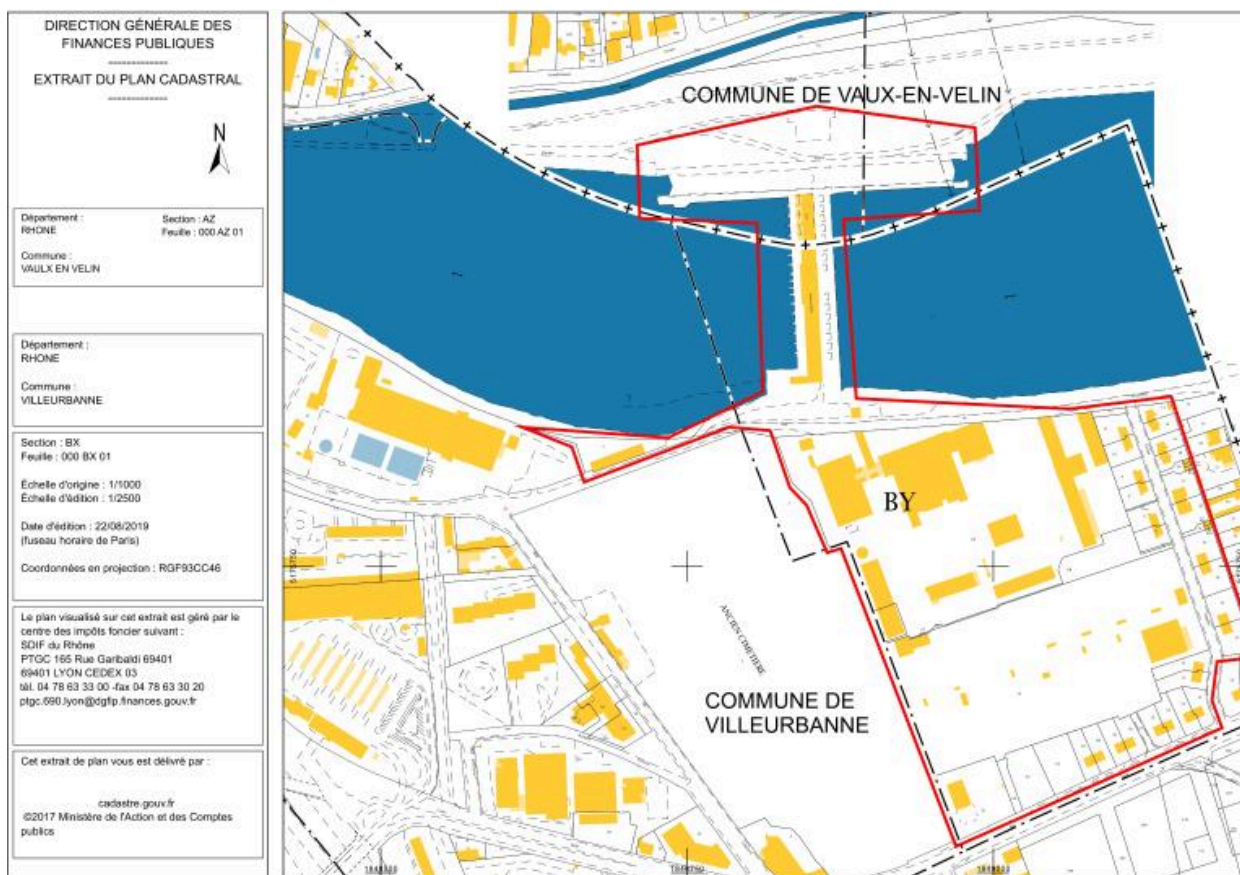 DIRECTION GÉNÉRALE DES
FINANCES PUBLIQUES
-------------
EXTRAIT DU PLAN CADASTRAL
-------------
N
Département :
RHONE
Section : AZ
Feuille : 000 AZ 01
Commune :
VAULX EN VELIN
Département :
RHONE
Commune :
VILLEURBANNE
Section : BX
Feuille : 000 BX 01
Échelle d'origine : 1/1000
Échelle d'édition : 1/2500
Date d'édition : 22/08/2019
(fuseau horaire de Paris)
Coordonnées en projection : RGF93CC46
Le plan visualisé sur cet extrait est géré par le
centre des impôts foncier suivant :
SDIF du Rhône
PTGC 165 Rue Garibaldi 69401
69401 LYON CEDEX 03
tél. 04 78 63 33 00 -fax 04 78 63 30 20
ptgc.690.lyon@dgfip.finances.gouv.fr
Cet extrait de plan vous est délivré par :
cadastre.gouv.fr
©2017 Ministère de l'Action et des Comptes
publics
COMMUNE DE VAUX-EN-VELIN
BY
ANCIEN CIMETIÈRE
COMMUNE DE
VILLEURBANNE